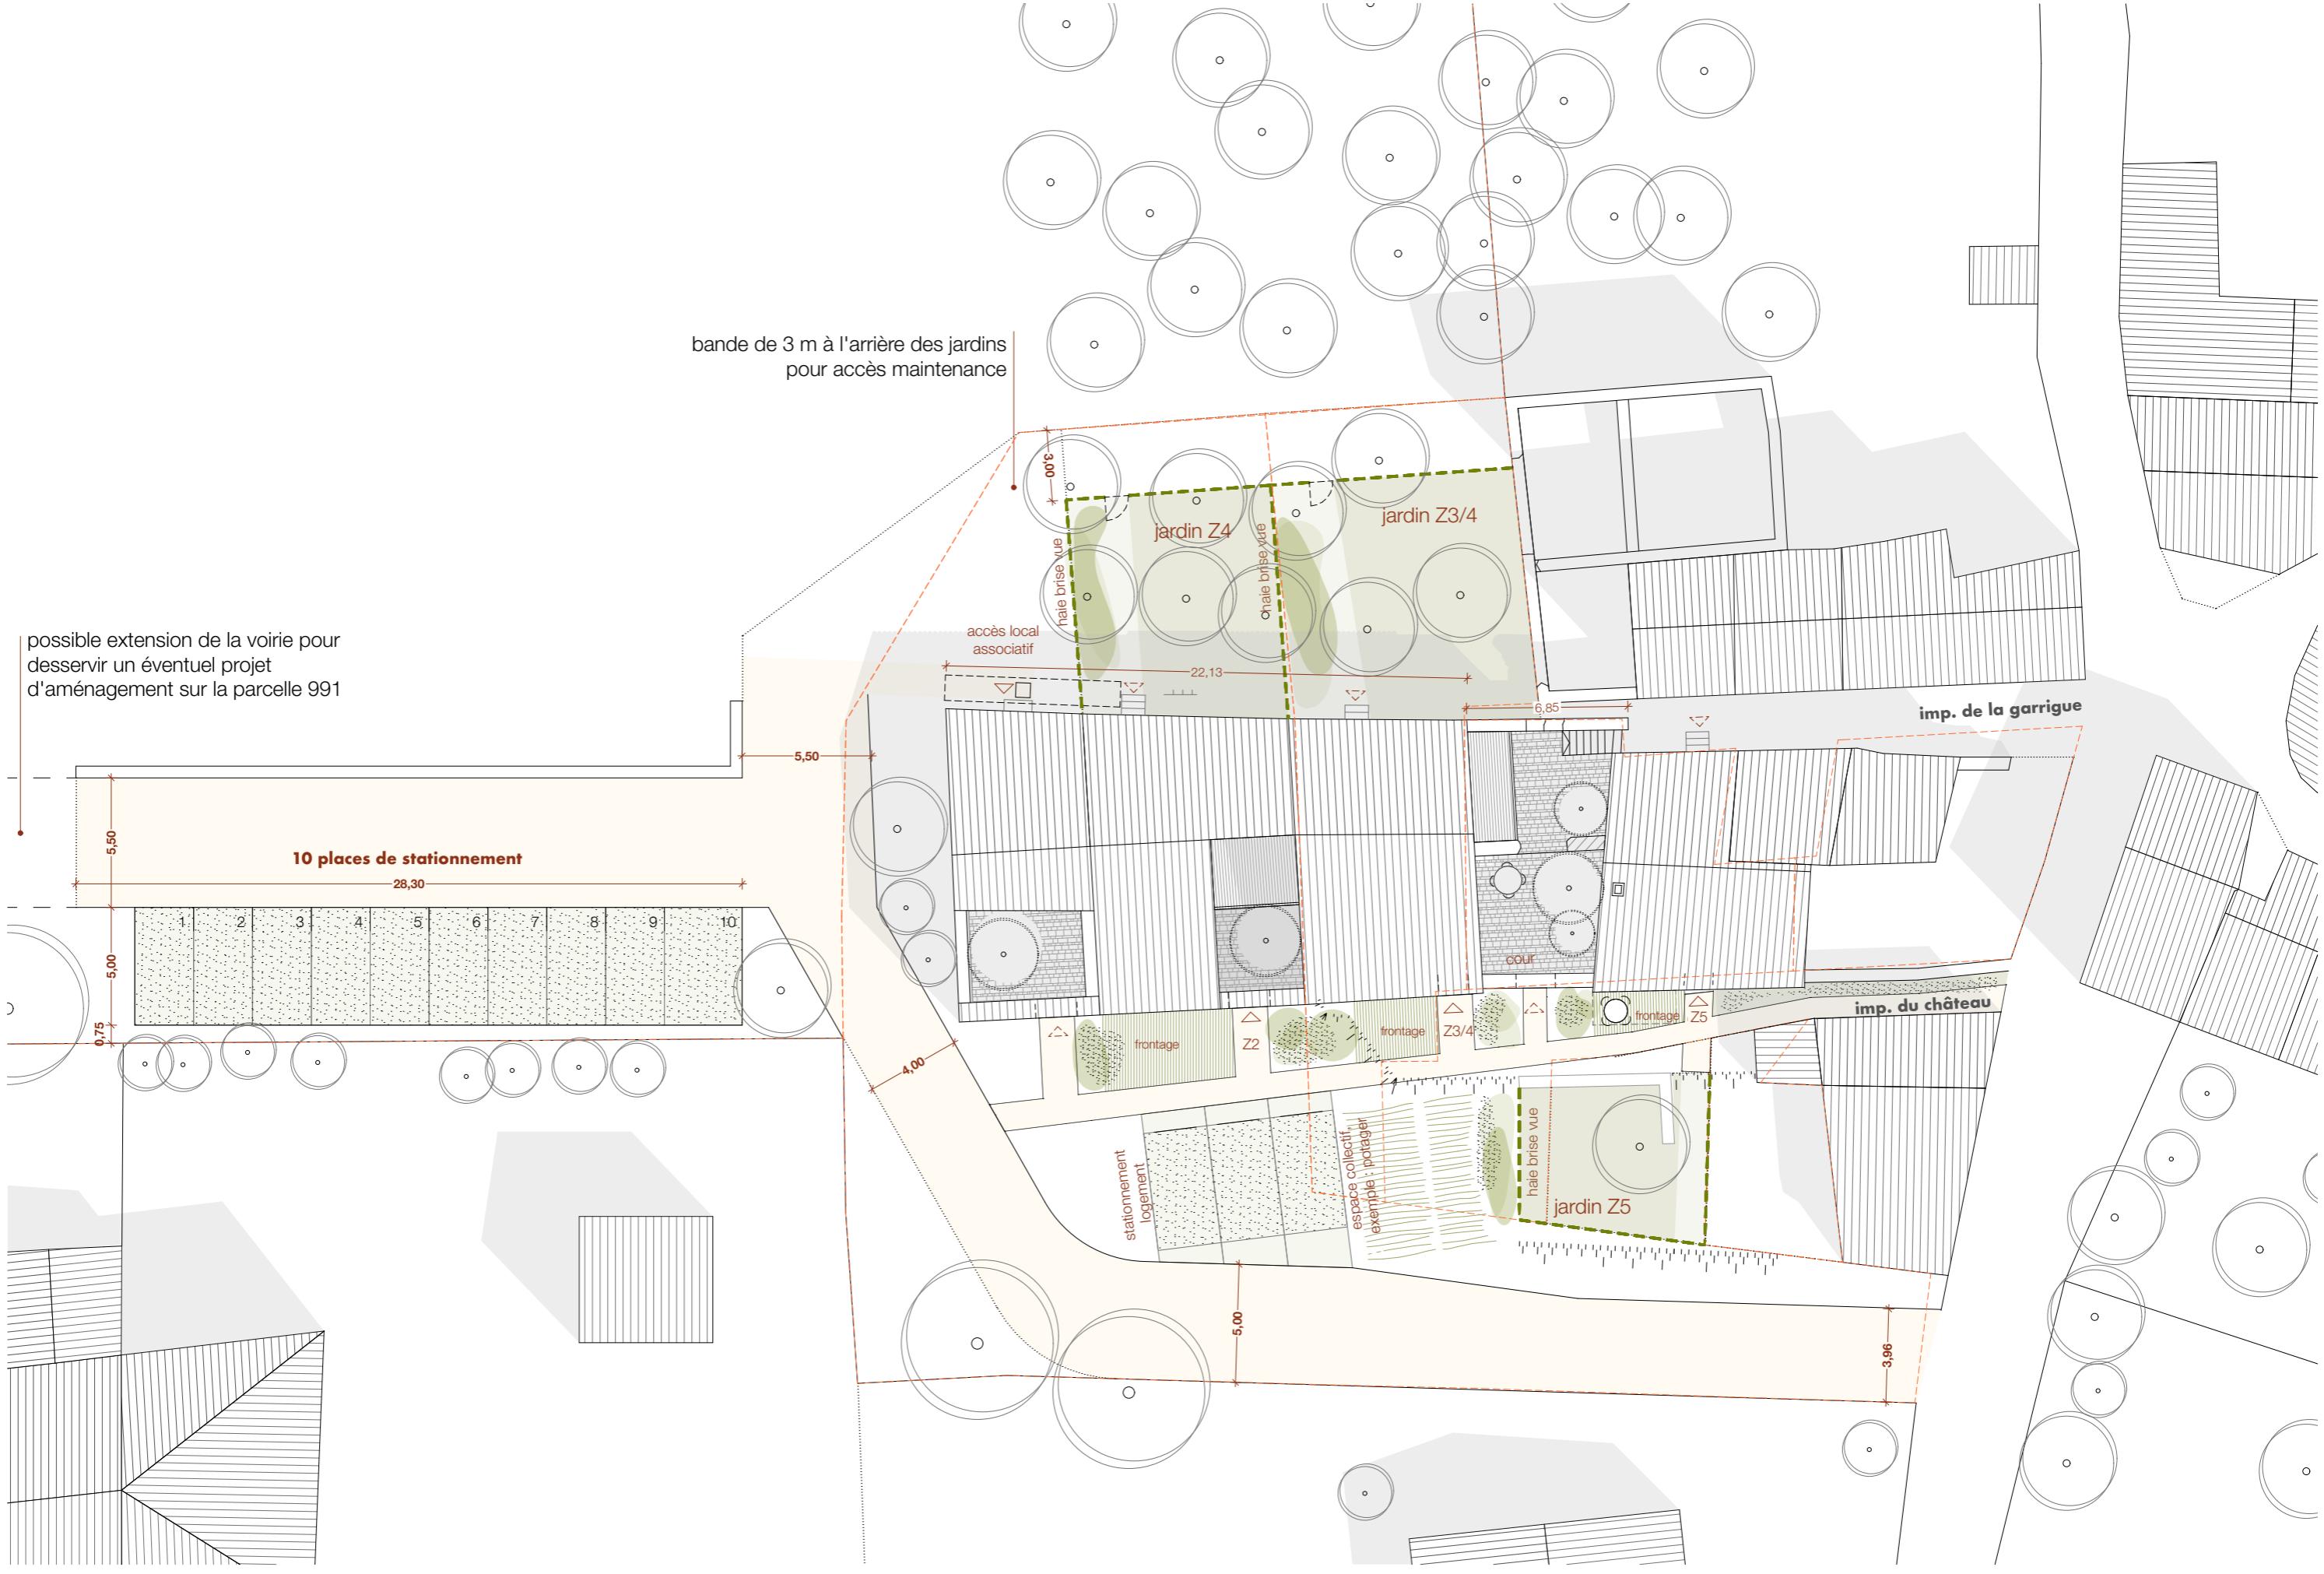 bande de 3 m à l'arrière des jardins
pour accès maintenance
3,00
jardin Z4
jardin Z3/4
haie brise vue
haie brise vue
possible extension de la voirie pour
desservir un éventuel projet
d'aménagement sur la parcelle 991
accès local
associatif
22,13
6,85
imp. de la garrigue
5,50
5,50
10 places de stationnement
28,30
1 2 3 4 5 6 7 8 9 10
5,00
0,75
cour
imp. du château
frontage
Z2
frontage
Z3/4
frontage
Z5
4,00
stationnement
logement
espace collectif,
exemple : potager
haie brise vue
jardin Z5
5,00
3,96